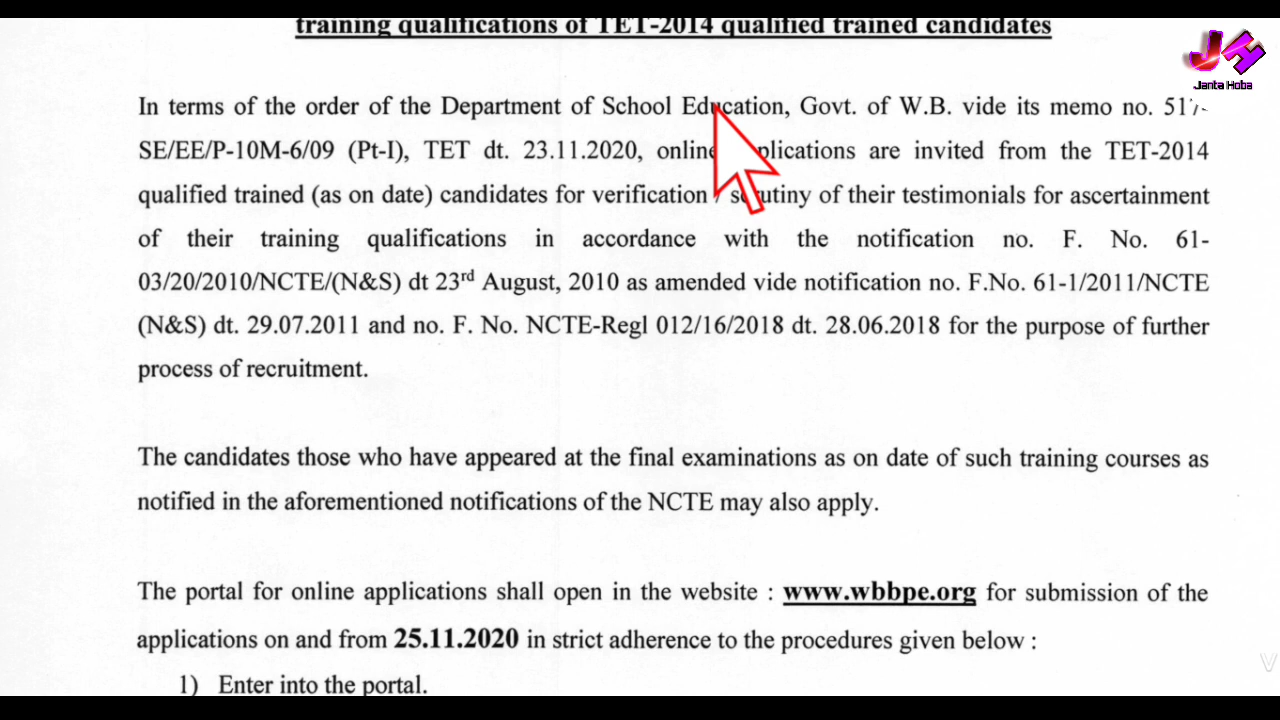 training qualifications of TET-2014 qualified trained candidates
Janta Hoba
In terms of the order of the Department of School Education, Govt. of W.B. vide its memo no. 517-
SE/EE/P-10M-6/09 (Pt-I), TET dt. 23.11.2020, online applications are invited from the TET-2014
qualified trained (as on date) candidates for verification / scrutiny of their testimonials for ascertainment
of their training qualifications in accordance with the notification no. F. No. 61-
03/20/2010/NCTE/(N&S) dt 23rd August, 2010 as amended vide notification no. F.No. 61-1/2011/NCTE
(N&S) dt. 29.07.2011 and no. F. No. NCTE-Regl 012/16/2018 dt. 28.06.2018 for the purpose of further
process of recruitment.
The candidates those who have appeared at the final examinations as on date of such training courses as
notified in the aforementioned notifications of the NCTE may also apply.
The portal for online applications shall open in the website : www.wbbpe.org for submission of the
applications on and from 25.11.2020 in strict adherence to the procedures given below :
1) Enter into the portal.